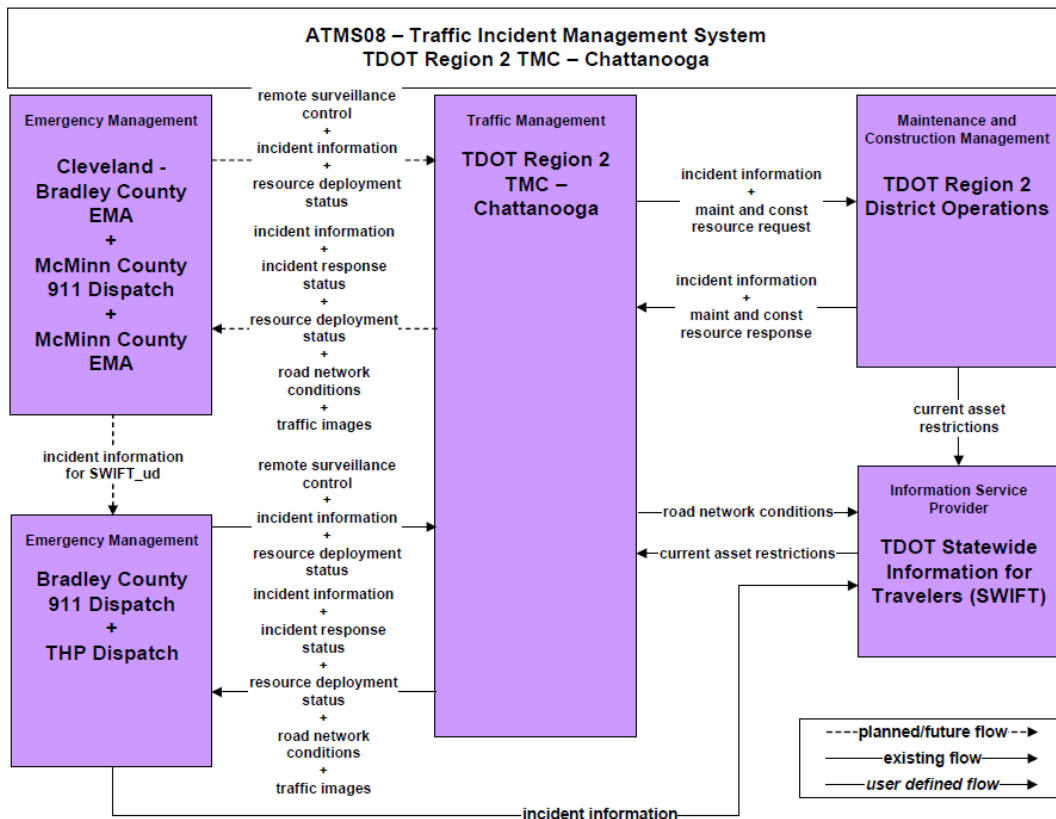 ATMS08 – Traffic Incident Management System
TDOT Region 2 TMC – Chattanooga
Emergency Management
Cleveland -
Bradley County
EMA
+
McMinn County
911 Dispatch
+
McMinn County
EMA
remote surveillance
control
+
incident information
+
resource deployment
status
incident information
+
incident response
status
+
resource deployment
status
+
road network
conditions
+
traffic images
Traffic Management
TDOT Region 2
TMC –
Chattanooga
incident information
+
maint and const
resource request
incident information
+
maint and const
resource response
Maintenance and
Construction Management
TDOT Region 2
District Operations
current asset
restrictions
incident information
for SWIFT_ud
Emergency Management
Bradley County
911 Dispatch
+
THP Dispatch
remote surveillance
control
+
incident information
+
resource deployment
status
incident information
+
incident response
status
+
resource deployment
status
+
road network
conditions
+
traffic images
road network conditions
current asset restrictions
Information Service
Provider
TDOT Statewide
Information for
Travelers (SWIFT)
incident information
planned/future flow
existing flow
user defined flow